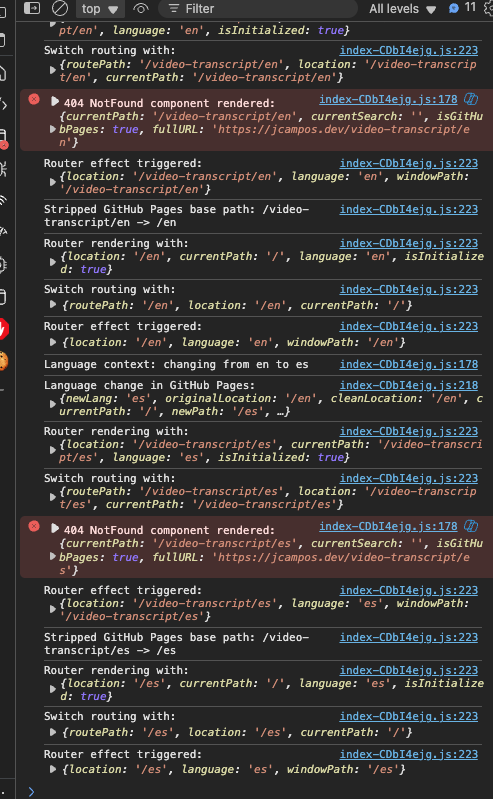 top
Filter
All levels
11
pt/en', language: 'en', isInitialized: true}
Switch routing with: index-CDbI4ejg.js:223
{routePath: '/video-transcript/en', location: '/video-transcript/en', currentPath: '/video-transcript/en'}
404 NotFound component rendered: index-CDbI4ejg.js:178
{currentPath: '/video-transcript/en', currentSearch: '', isGitHu
bPages: true, fullURL: 'https://jcampos.dev/video-transcript/e
n'}
Router effect triggered: index-CDbI4ejg.js:223
{location: '/video-transcript/en', language: 'en', windowPath:
'/video-transcript/en'}
Stripped GitHub Pages base path: /video- index-CDbI4ejg.js:223
transcript/en -> /en
Router rendering with: index-CDbI4ejg.js:223
{location: '/en', currentPath: '/', language: 'en', isInitialize
d: true}
Switch routing with: index-CDbI4ejg.js:223
{routePath: '/en', location: '/en', currentPath: '/'}
Router effect triggered: index-CDbI4ejg.js:223
{location: '/en', language: 'en', windowPath: '/en'}
Language context: changing from en to es index-CDbI4ejg.js:178
Language change in GitHub Pages: index-CDbI4ejg.js:218
{newLang: 'es', originalLocation: '/en', cleanLocation: '/en', c
urrentPath: '/', newPath: '/es', …}
Router rendering with: index-CDbI4ejg.js:223
{location: '/video-transcript/es', currentPath: '/video-transcri
pt/es', language: 'es', isInitialized: true}
Switch routing with: index-CDbI4ejg.js:223
{routePath: '/video-transcript/es', location: '/video-transcrip
t/es', currentPath: '/video-transcript/es'}
404 NotFound component rendered: index-CDbI4ejg.js:178
{currentPath: '/video-transcript/es', currentSearch: '', isGitHu
bPages: true, fullURL: 'https://jcampos.dev/video-transcript/e
s'}
Router effect triggered: index-CDbI4ejg.js:223
{location: '/video-transcript/es', language: 'es', windowPath:
'/video-transcript/es'}
Stripped GitHub Pages base path: /video- index-CDbI4ejg.js:223
transcript/es -> /es
Router rendering with: index-CDbI4ejg.js:223
{location: '/es', currentPath: '/', language: 'es', isInitialize
d: true}
Switch routing with: index-CDbI4ejg.js:223
{routePath: '/es', location: '/es', currentPath: '/'}
Router effect triggered: index-CDbI4ejg.js:223
{location: '/es', language: 'es', windowPath: '/es'}